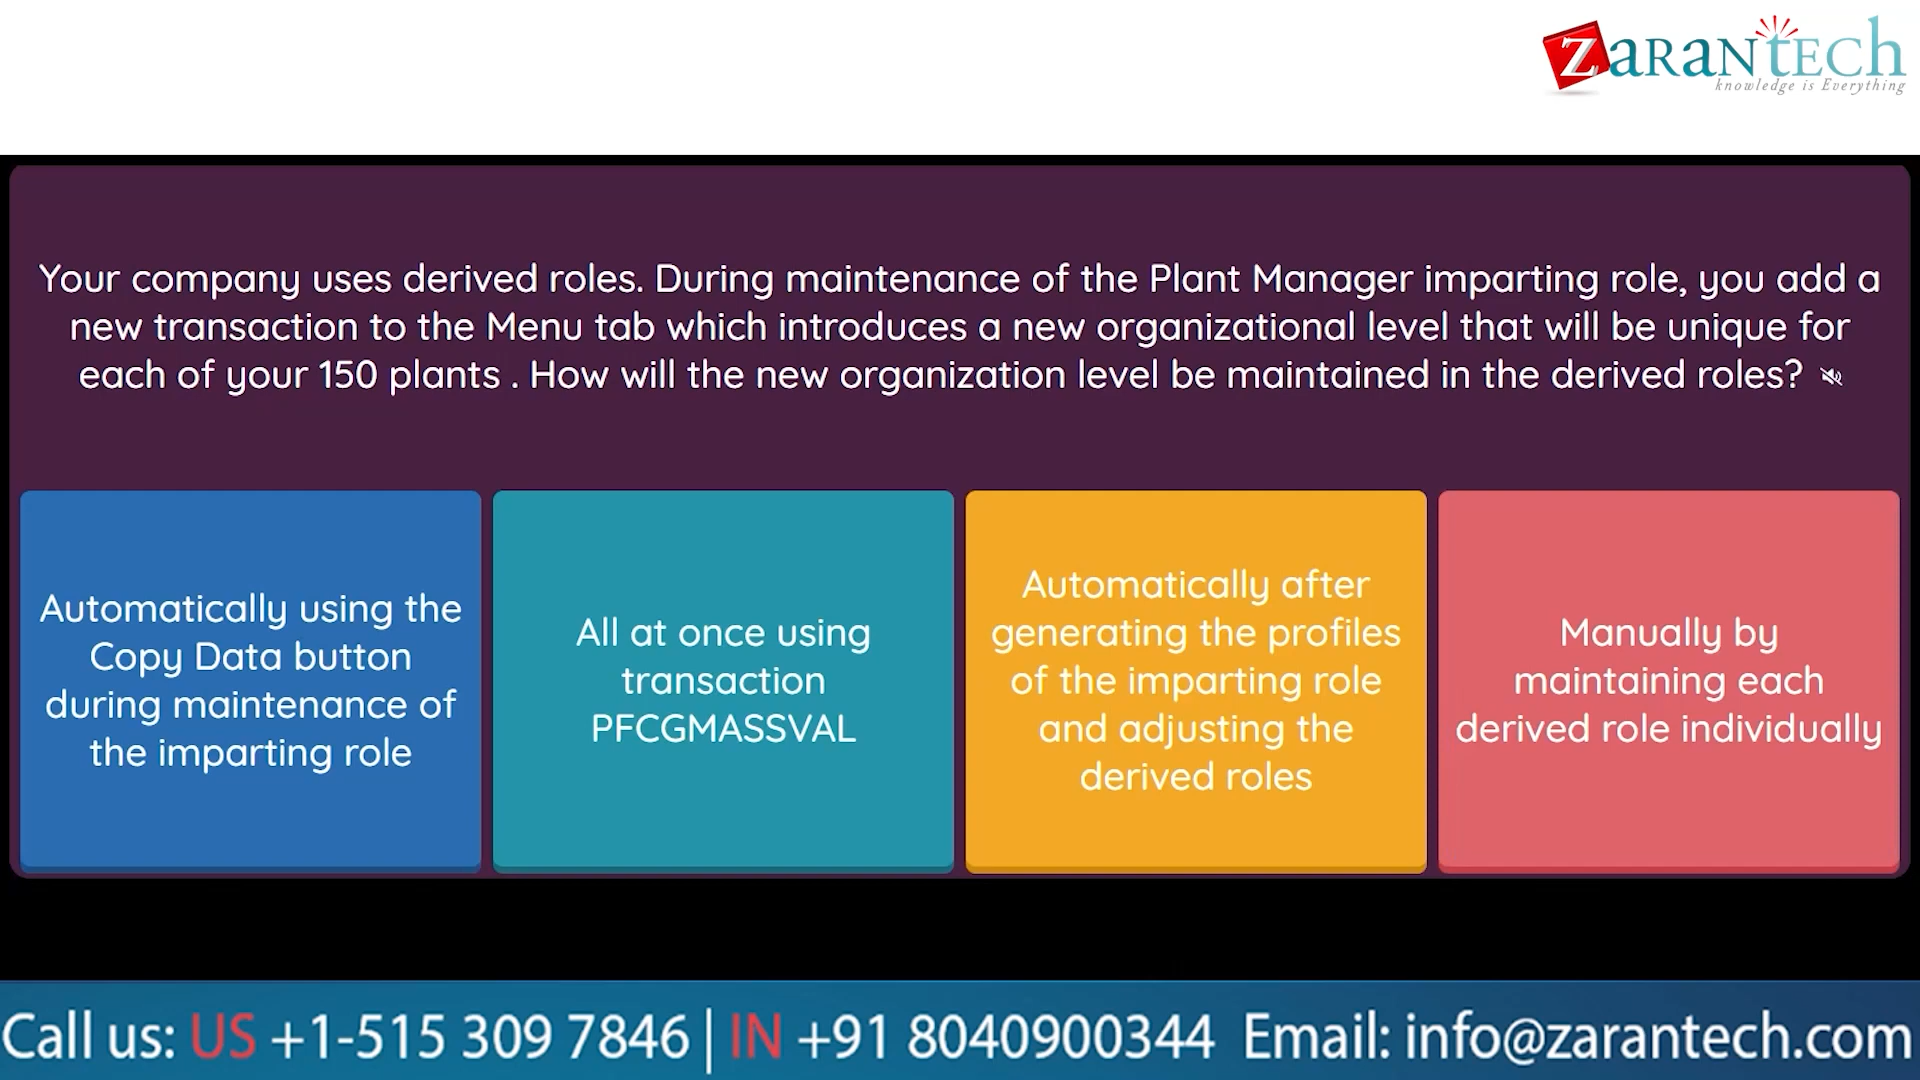 ZARANTECH
knowledge is Everything
Your company uses derived roles. During maintenance of the Plant Manager imparting role, you add a
new transaction to the Menu tab which introduces a new organizational level that will be unique for
each of your 150 plants . How will the new organization level be maintained in the derived roles?
Automatically using the
Copy Data button
during maintenance of
the imparting role
All at once using
transaction
PFCGMASSVAL
Automatically after
generating the profiles
of the imparting role
and adjusting the
derived roles
Manually by
maintaining each
derived role individually
Call us: US +1-515 309 7846 | IN +91 8040900344 Email: info@zarantech.com